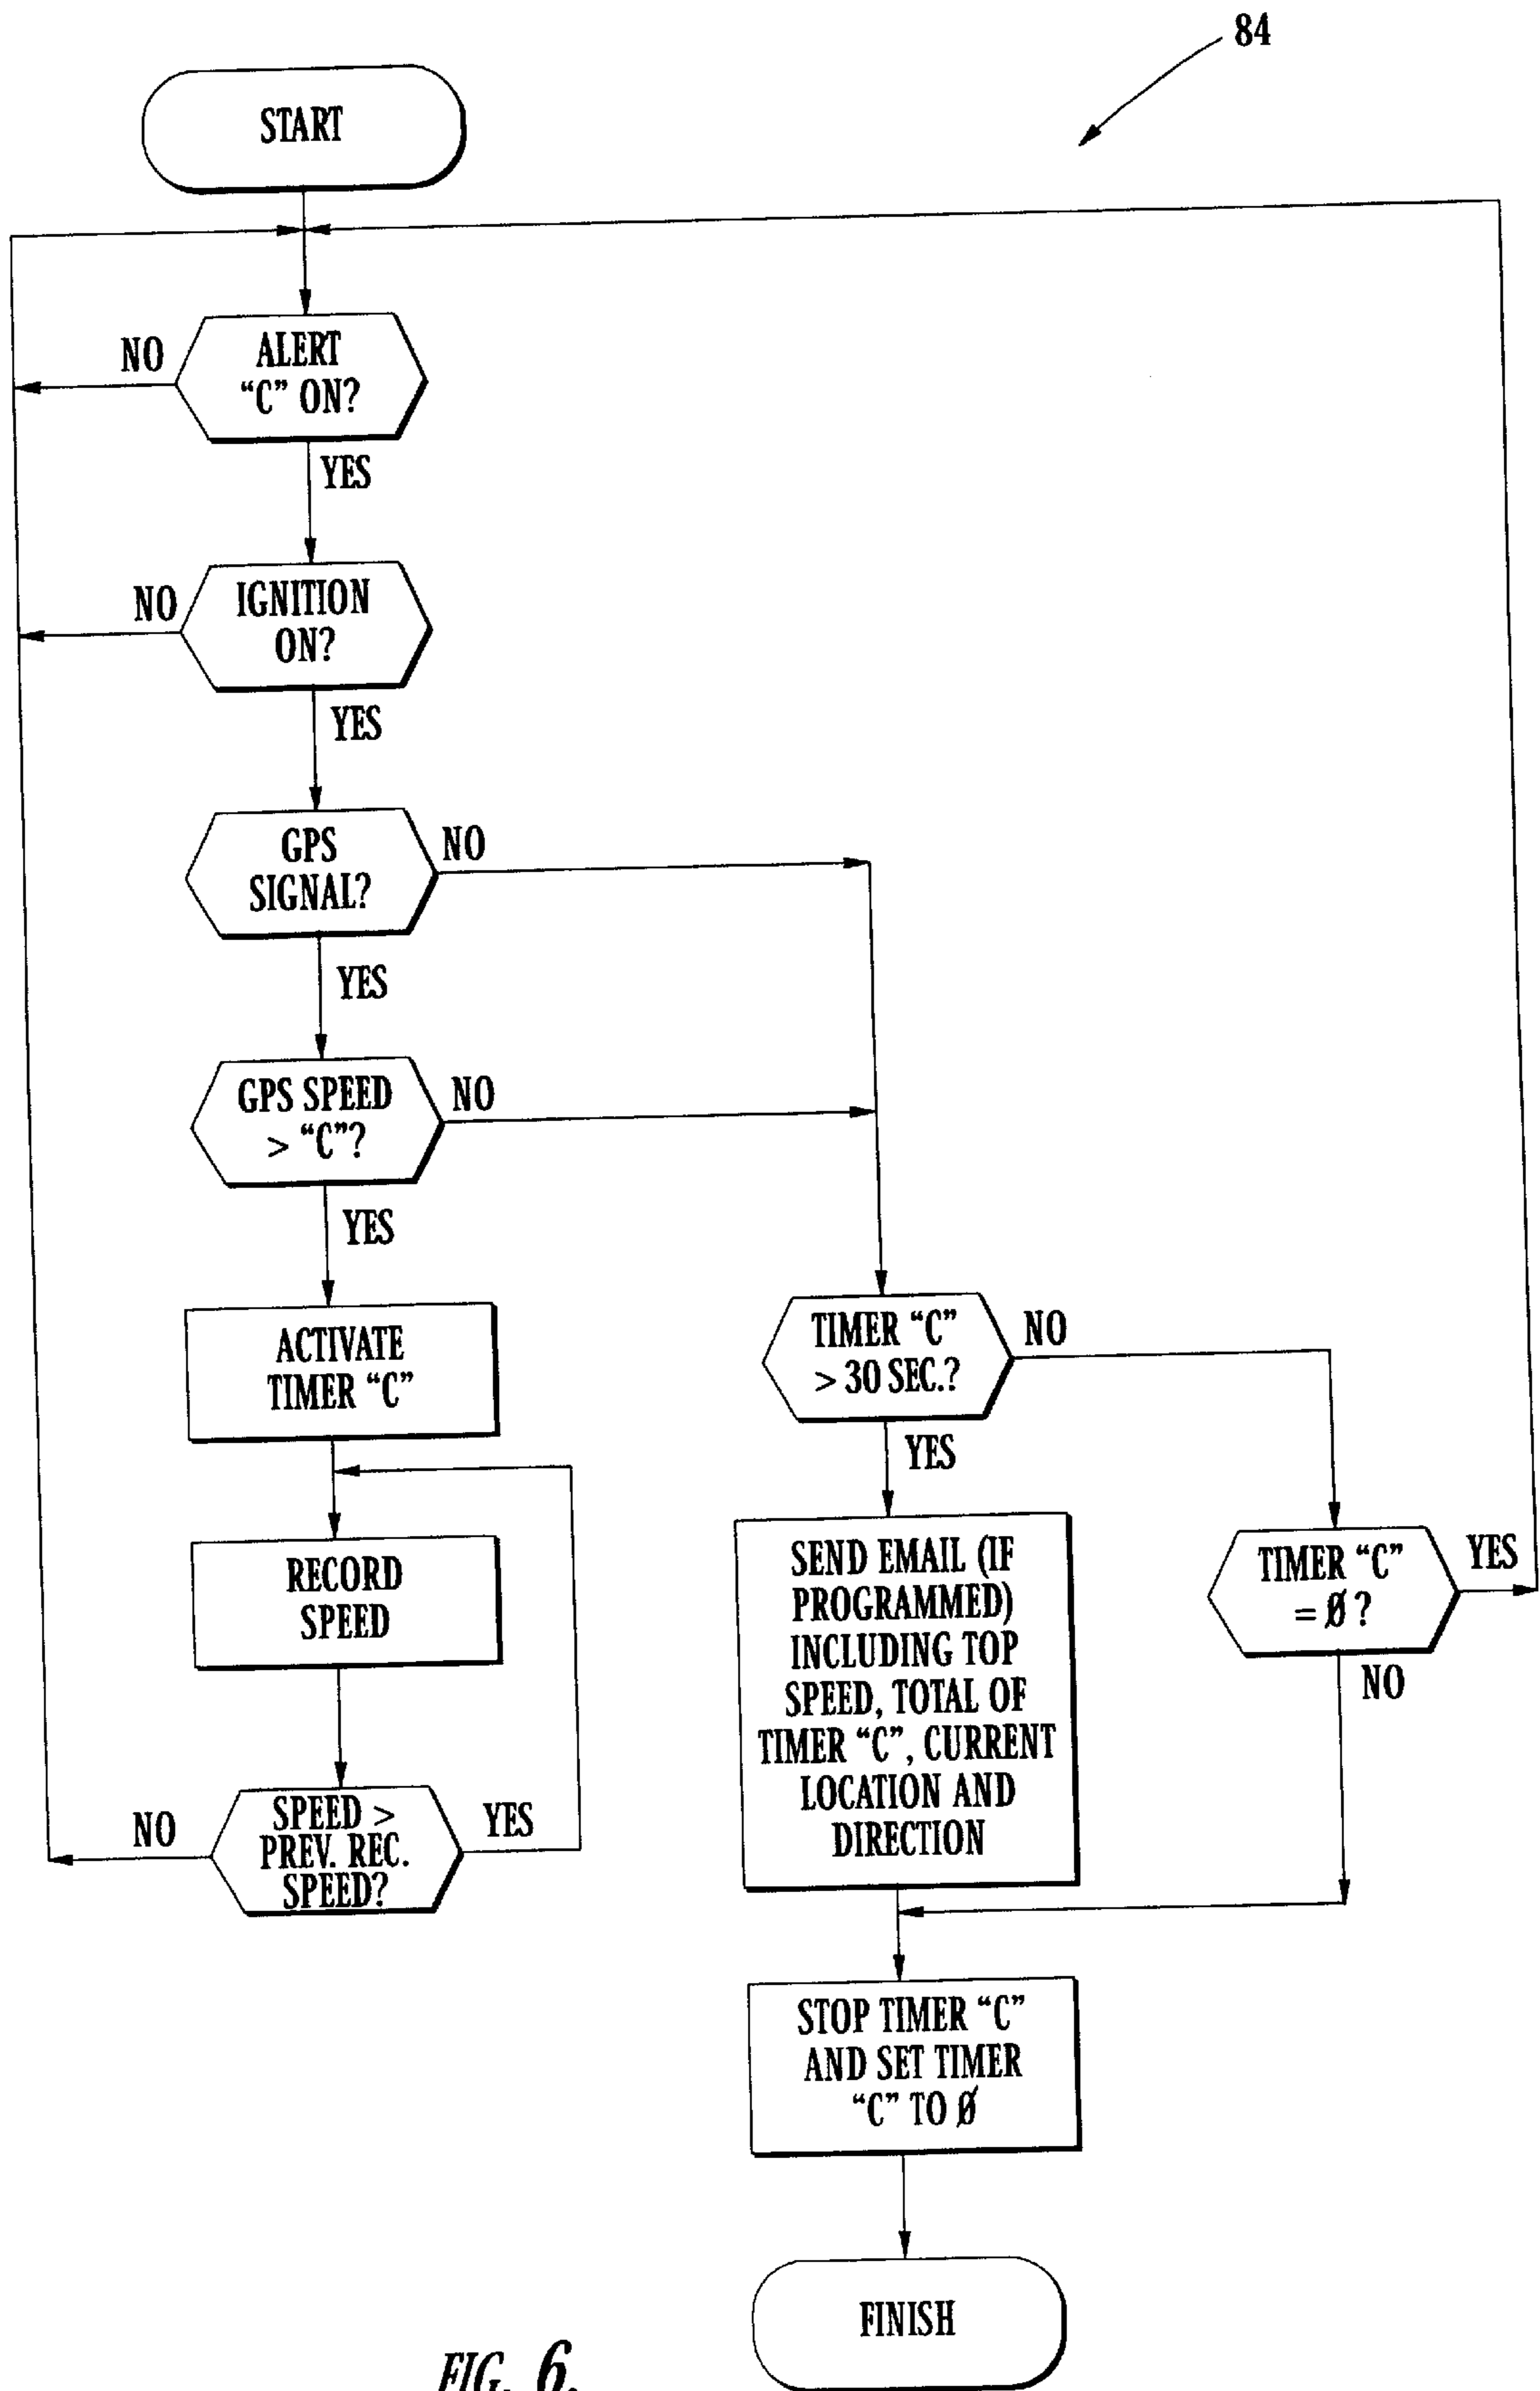 84
START
ALERT
“C” ON?
NO
YES
IGNITION
ON?
NO
YES
GPS
SIGNAL?
NO
YES
GPS SPEED
> “C”?
NO
YES
ACTIVATE
TIMER “C”
RECORD
SPEED
SPEED >
PREV. REC.
SPEED?
NO
YES
TIMER “C”
> 30 SEC.?
NO
YES
SEND EMAIL (IF
PROGRAMMED)
INCLUDING TOP
SPEED, TOTAL OF
TIMER “C”, CURRENT
LOCATION AND
DIRECTION
TIMER “C”
= Ø ?
YES
NO
STOP TIMER “C”
AND SET TIMER
“C” TO Ø
FINISH
FIG. 6.